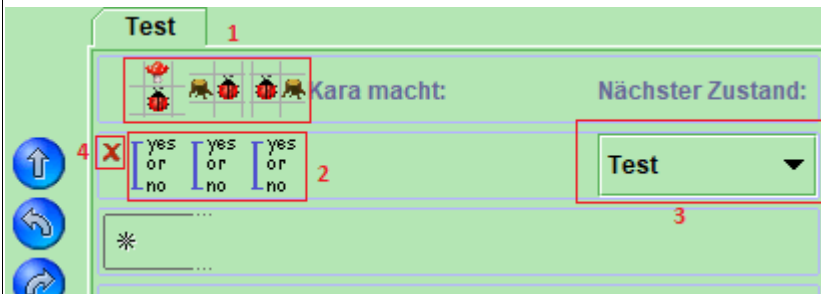 Test 1
Kara macht: Nächster Zustand:
4 yes yes yes
or or or
no no no
2
Test
3